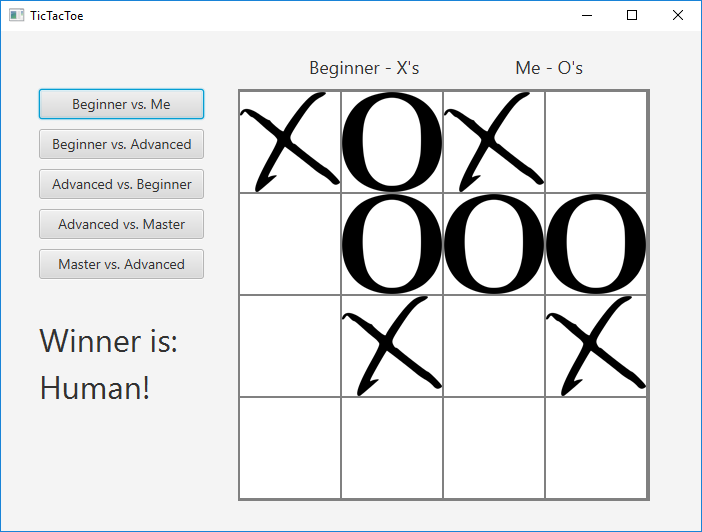 TicTacToe
Beginner - X's Me - O's
Beginner vs. Me
Beginner vs. Advanced
Advanced vs. Beginner
Advanced vs. Master
Master vs. Advanced
Winner is:
Human!
X O X
O O O
X X